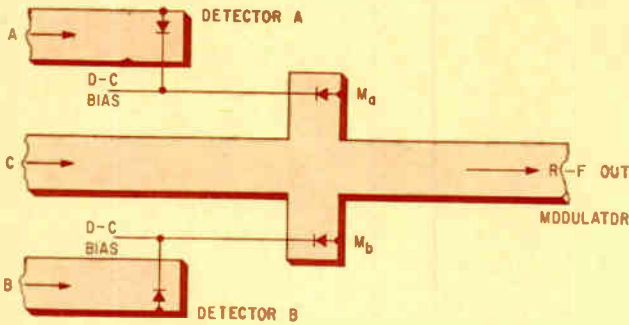 DETECTOR A
A
D-C
BIAS
Ma
C
R-F OUT
MODULATOR
D-C
BIAS
Mb
B
DETECTOR B